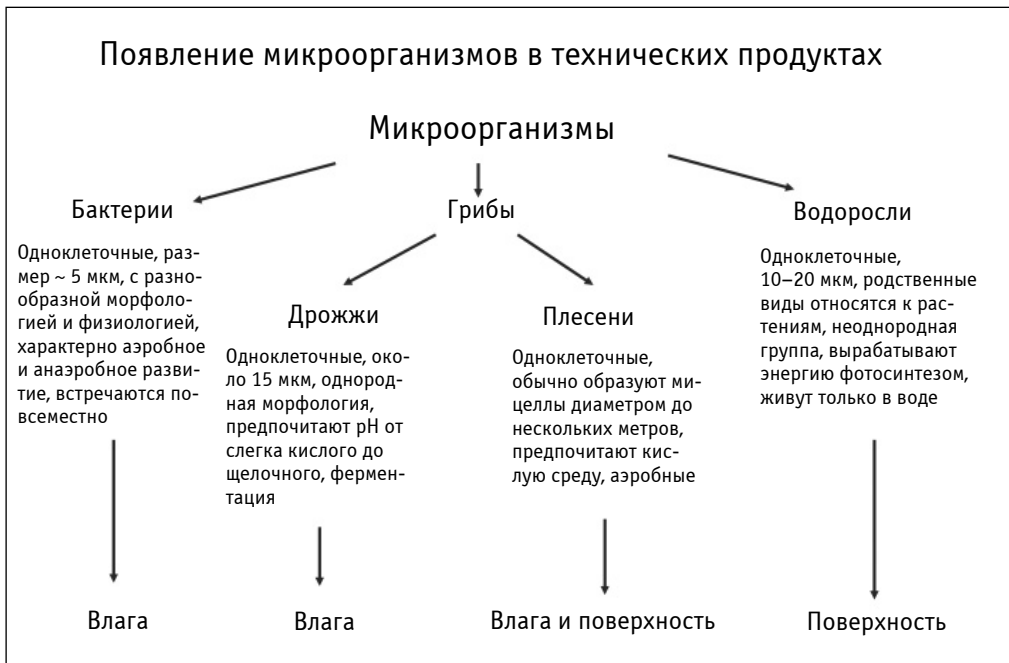 Появление микроорганизмов в технических продуктах
Микроорганизмы
Бактерии
Одноклеточные, раз-
мер ~ 5 мкм, с разно-
образной морфоло-
гией и физиологией,
характерно аэробное
и анаэробное разви-
тие, встречаются по-
всеместно
Влага
Грибы
Дрожжи
Одноклеточные, око-
ло 15 мкм, однород-
ная морфология,
предпочитают pH от
слегка кислого до
щелочного, фермен-
тация
Влага
Плесени
Одноклеточные,
обычно образуют ми-
целлы диаметром до
нескольких метров,
предпочитают кис-
лую среду, аэробные
Влага и поверхность
Водоросли
Одноклеточные,
10–20 мкм, родственные
виды относятся к рас-
тениям, неоднородная
группа, вырабатывают
энергию фотосинтезом,
живут только в воде
Поверхность